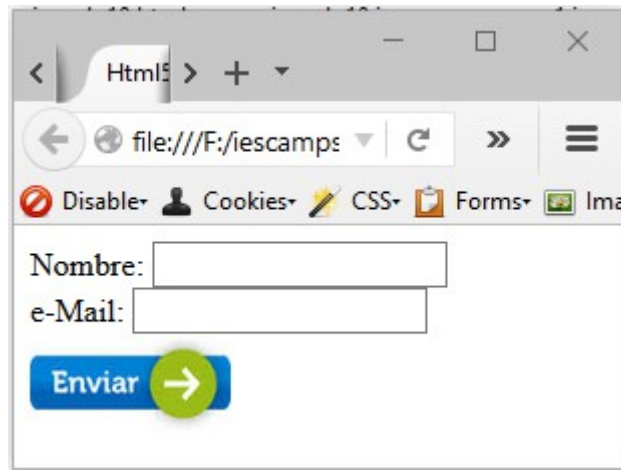 Html5
file:///F:/iescamps
Disable Cookies CSS Forms Ima
Nombre:
e-Mail:
Enviar